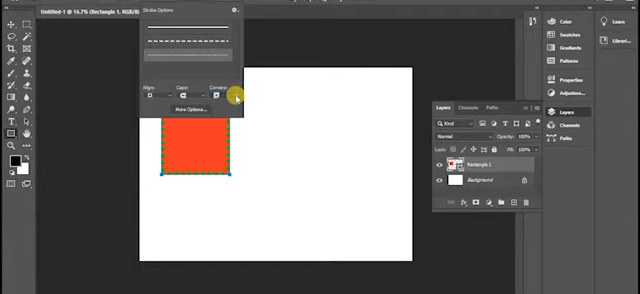 Untitled-1 @ 16.7% (Rectangle 1, RGB/8
Stroke Options
Align:
Caps:
Corners:
More Options...
Layers
Channels
Paths
Kind
Normal
Opacity: 100%
Lock:
Fill: 100%
Rectangle 1
Background
Color
Swatches
Gradients
Patterns
Properties
Adjustme...
Layers
Channels
Paths
Learn
Librari...